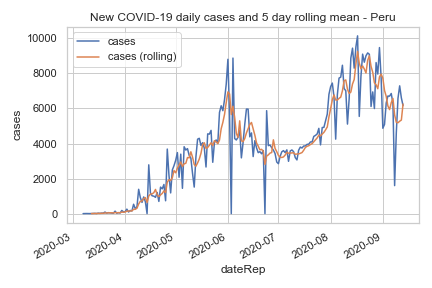 New COVID-19 daily cases and 5 day rolling mean - Peru
cases
cases (rolling)
10000
8000
6000
4000
2000
0
cases
2020-03
2020-04
2020-05
2020-06
2020-07
2020-08
2020-09
dateRep